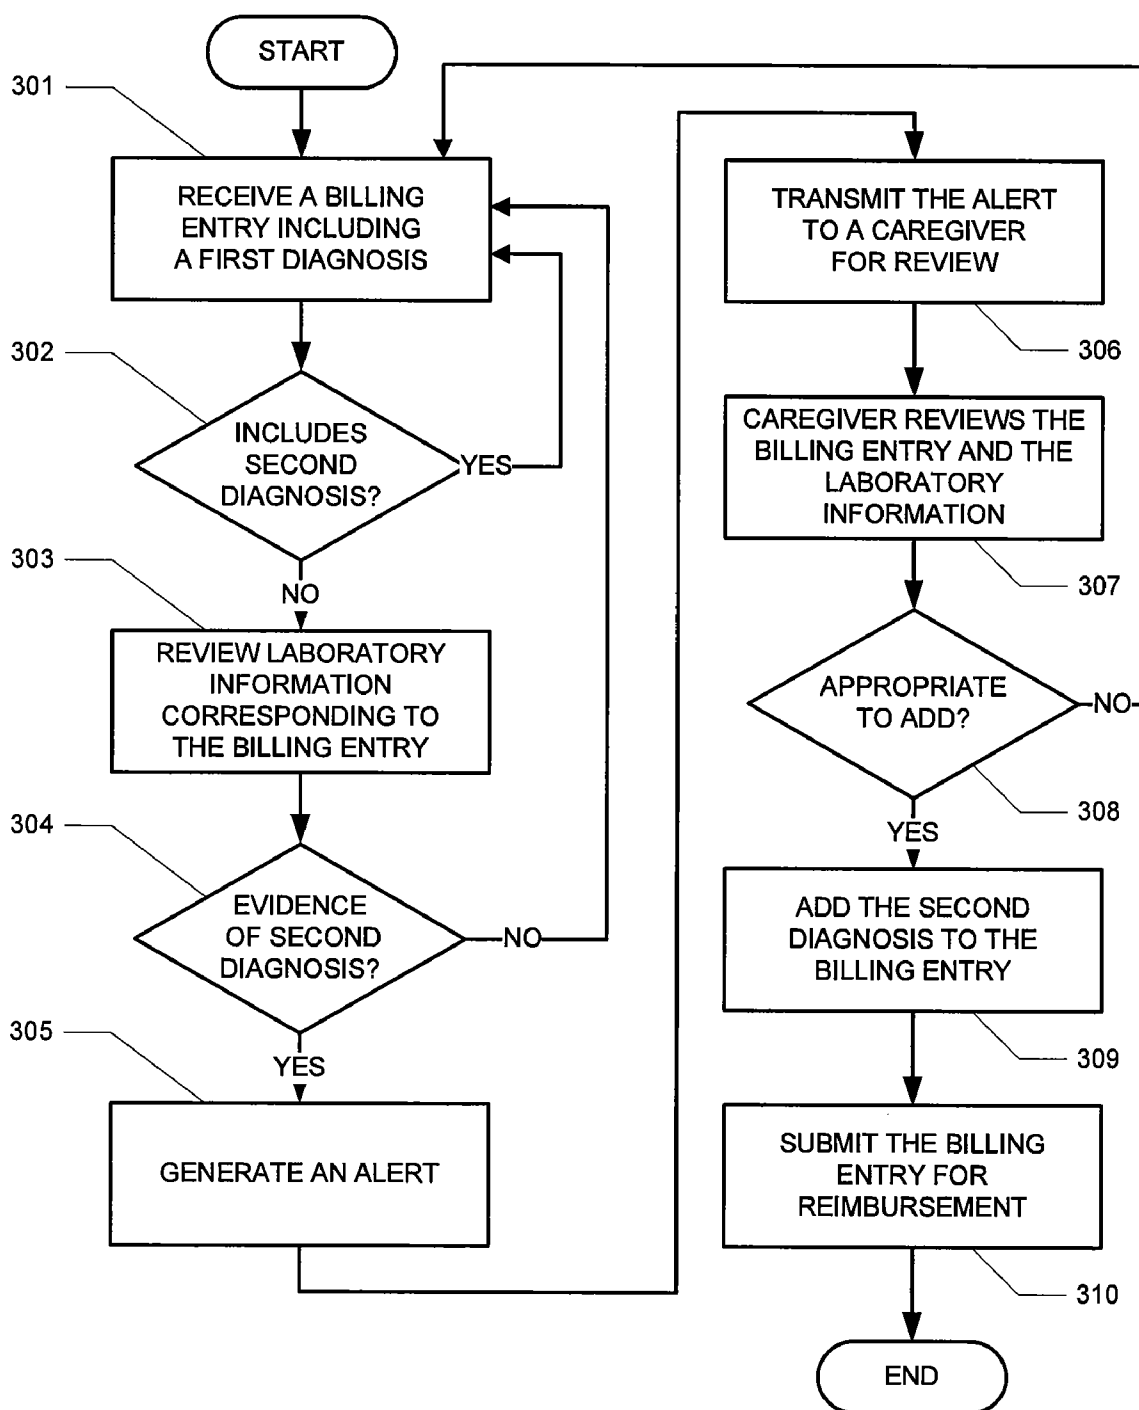 START
301
RECEIVE A BILLING
ENTRY INCLUDING
A FIRST DIAGNOSIS
302
INCLUDES
SECOND
DIAGNOSIS?
YES
303
NO
REVIEW LABORATORY
INFORMATION
CORRESPONDING TO
THE BILLING ENTRY
304
EVIDENCE
OF SECOND
DIAGNOSIS?
NO
305
YES
GENERATE AN ALERT
TRANSMIT THE ALERT
TO A CAREGIVER
FOR REVIEW
306
CAREGIVER REVIEWS THE
BILLING ENTRY AND THE
LABORATORY
INFORMATION
307
APPROPRIATE
TO ADD?
NO
308
YES
ADD THE SECOND
DIAGNOSIS TO THE
BILLING ENTRY
309
SUBMIT THE BILLING
ENTRY FOR
REIMBURSEMENT
310
END